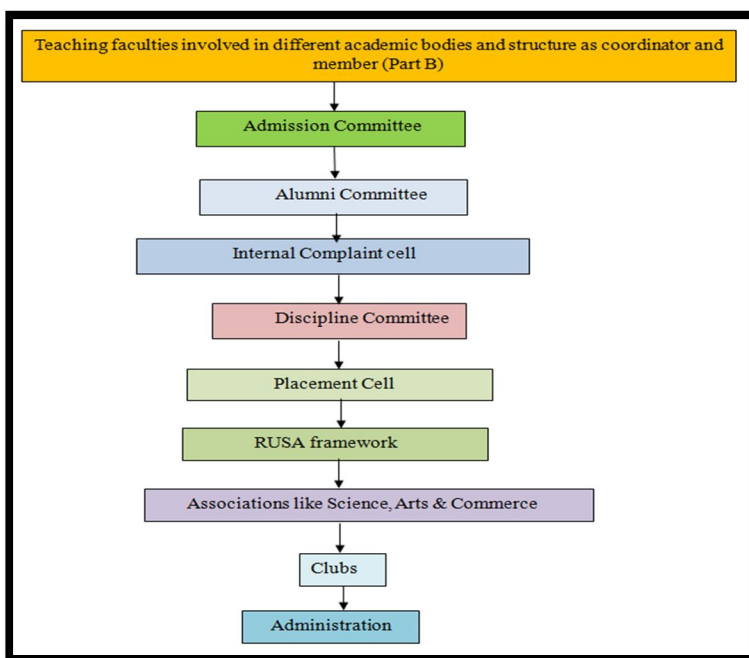 Teaching faculties involved in different academic bodies and structure as coordinator and
member (Part B)
Admission Committee
Alumni Committee
Internal Complaint cell
Discipline Committee
Placement Cell
RUSA framework
Associations like Science, Arts & Commerce
Clubs
Administration